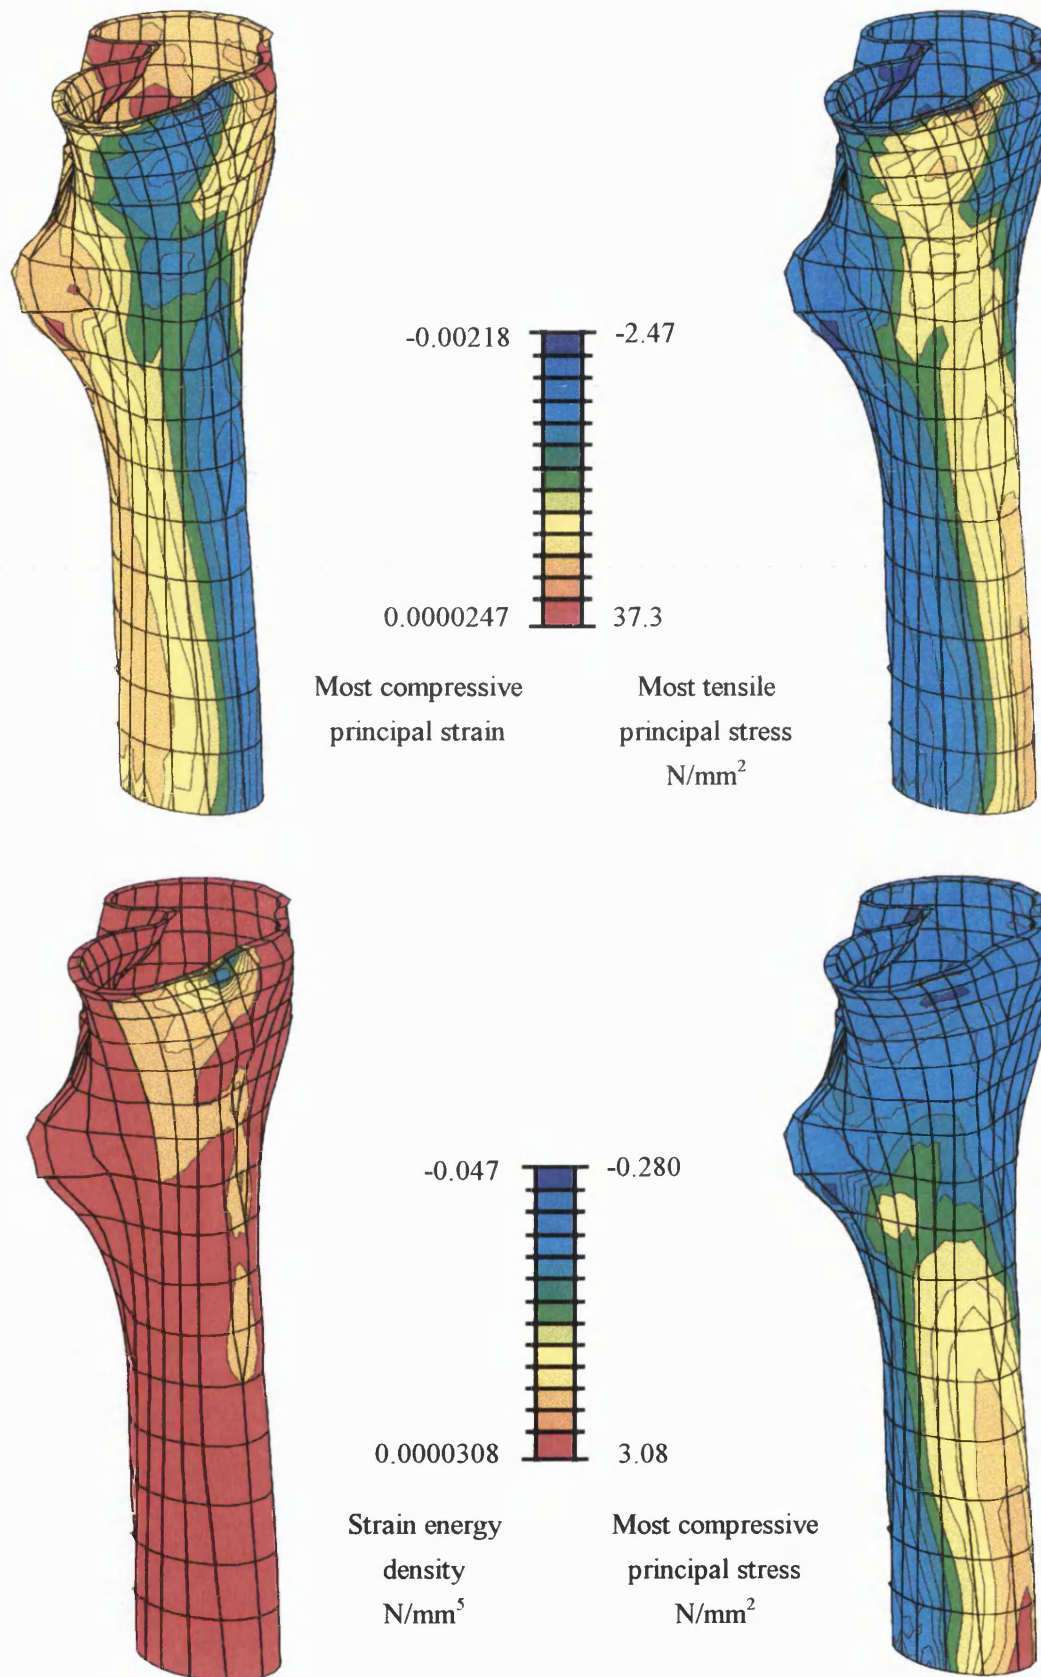 -0.00218 -2.47
0.0000247 37.3
Most compressive
principal strain
Most tensile
principal stress
N/mm²
-0.047 -0.280
0.0000308 3.08
Strain energy
density
N/mm⁵
Most compressive
principal stress
N/mm²